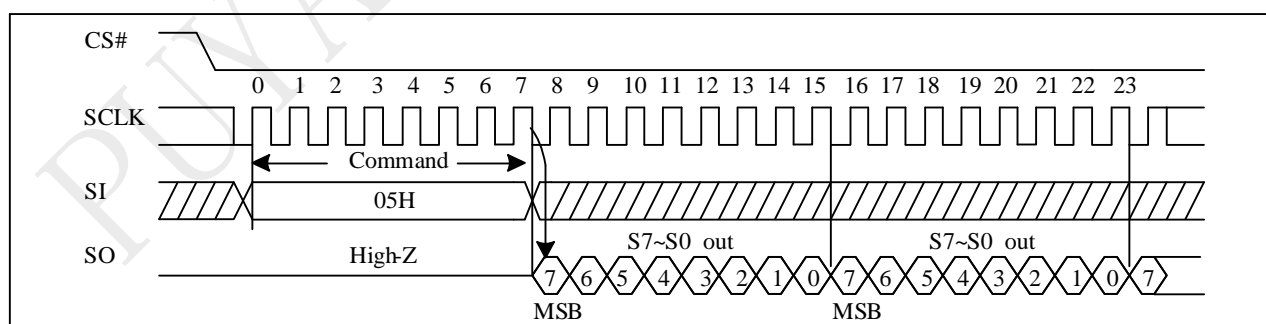 PUYA
CS#
0 1 2 3 4 5 6 7 8 9 10 11 12 13 14 15 16 17 18 19 20 21 22 23
SCLK
Command
SI
05H
S7~S0 out S7~S0 out
SO
High-Z
7 6 5 4 3 2 1 0 7 6 5 4 3 2 1 0 7
MSB MSB